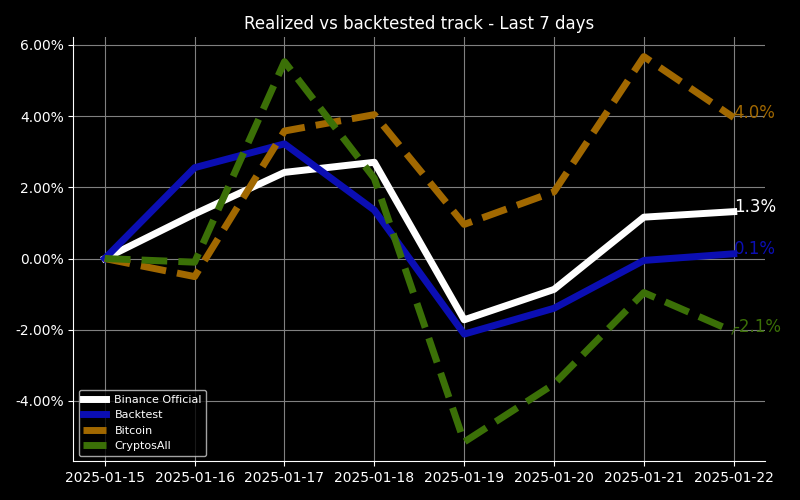 Realized vs backtested track - Last 7 days
6.00%
4.00%
2.00%
0.00%
-2.00%
-4.00%
4.0%
1.3%
0.1%
-2.1%
Binance Official
Backtest
Bitcoin
CryptosAll
2025-01-15 2025-01-16 2025-01-17 2025-01-18 2025-01-19 2025-01-20 2025-01-21 2025-01-22